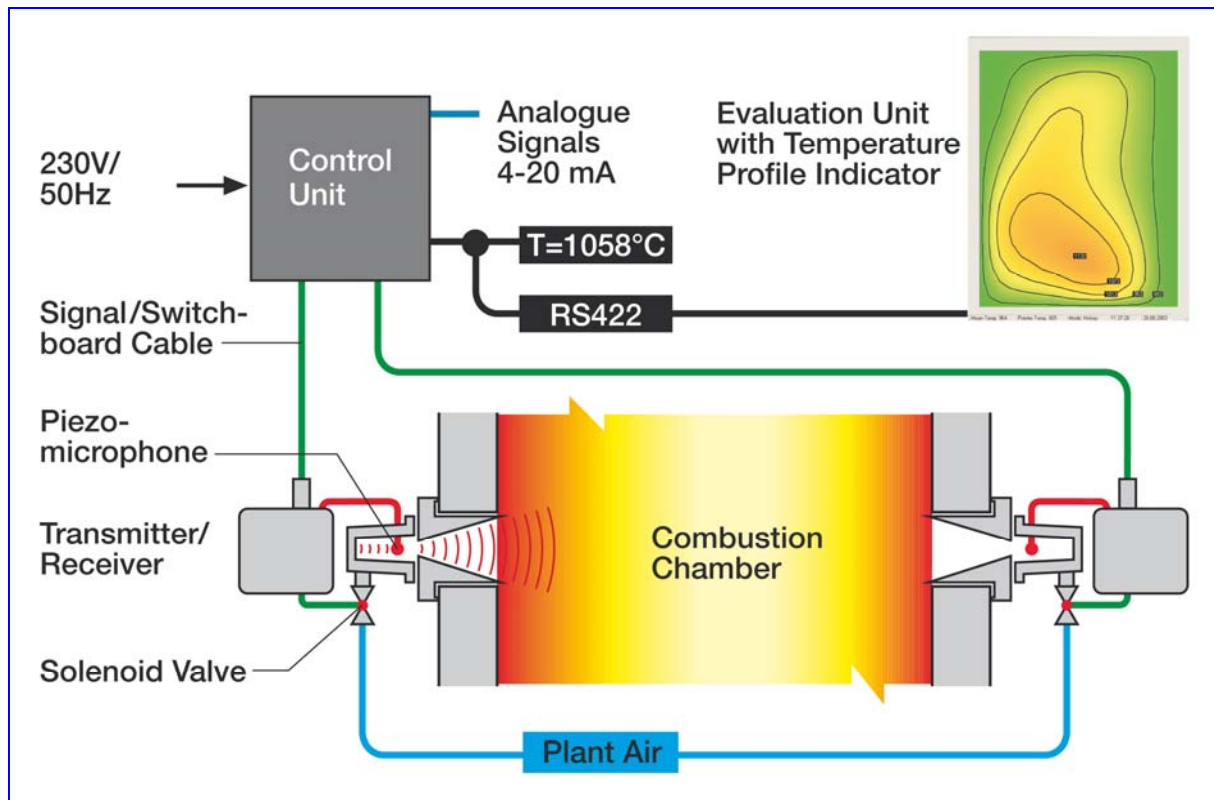 230V/
50Hz
Control
Unit
Analogue
Signals
4-20 mA
Evaluation Unit
with Temperature
Profile Indicator
T=1058°C
RS422
Signal/Switch-
board Cable
Piezo-
microphone
Transmitter/
Receiver
Solenoid Valve
Combustion
Chamber
Plant Air